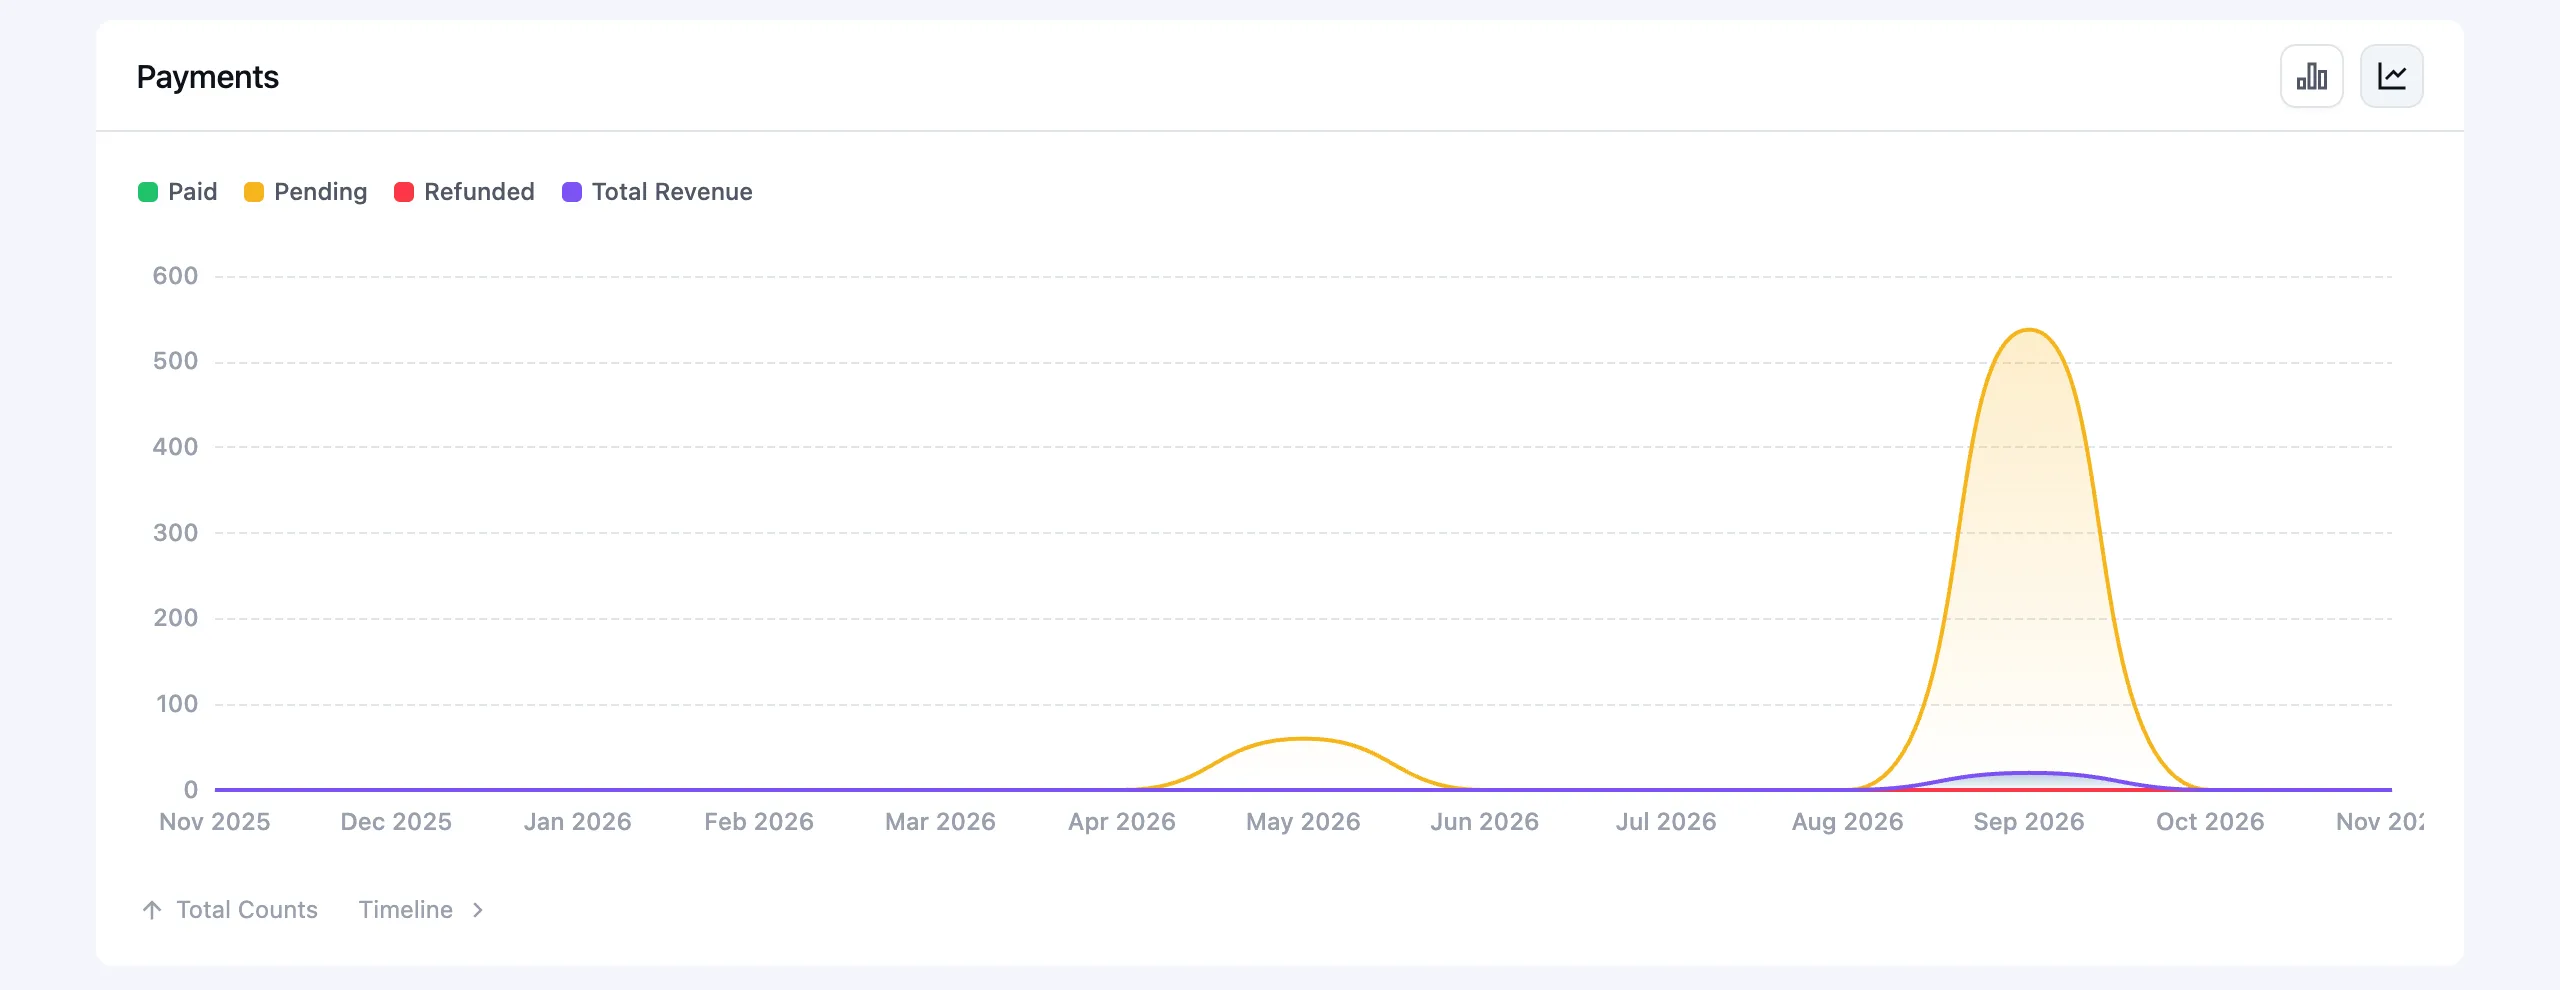 Payments
Paid Pending Refunded Total Revenue
600
500
400
300
200
100
0
Nov 2025 Dec 2025 Jan 2026 Feb 2026 Mar 2026 Apr 2026 May 2026 Jun 2026 Jul 2026 Aug 2026 Sep 2026 Oct 2026 Nov 202
↑ Total Counts Timeline >